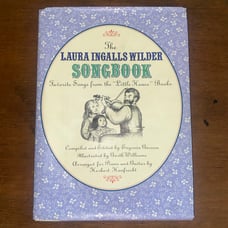 The
LAURA INGALLS WILDER
SONGBOOK
Favorite Songs from the "Little House" Books
Compiled and Edited by Eugenia Garson
Illustrated by Garth Williams
Arranged for Piano and Guitar by
Herbert Haufrecht